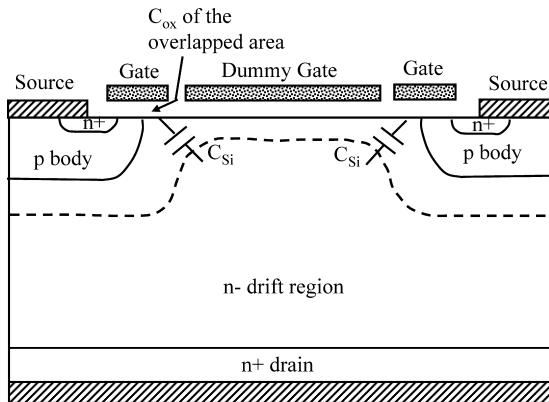 C_ox of the
overlapped area
Source
Gate
Dummy Gate
Gate
Source
n+
n+
p body
C_Si
C_Si
p body
n- drift region
n+ drain